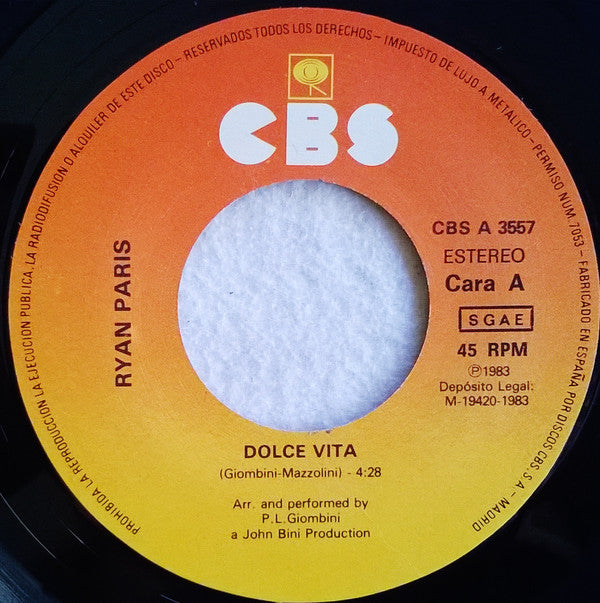 PROHIBIDA LA REPRODUCCION LA EJECUCION PUBLICA. LA RADIODIFUSION O ALQUILER DE ESTE DISCO - RESERVADOS TODOS LOS DERECHOS - IMPUESTO DE LUJO A METALICO - PERMISO NUM. 7053 - FABRICADO EN ESPAÑA POR DISCOS CBS. S. A - MADRID
CBS
RYAN PARIS
CBS A 3557
ESTEREO
Cara A
SGAE
45 RPM
℗1983
Depósito Legal:
M-19420-1983
DOLCE VITA
(Giombini-Mazzolini) - 4:28
Arr. and performed by
P.L.Giombini
a John Bini Production